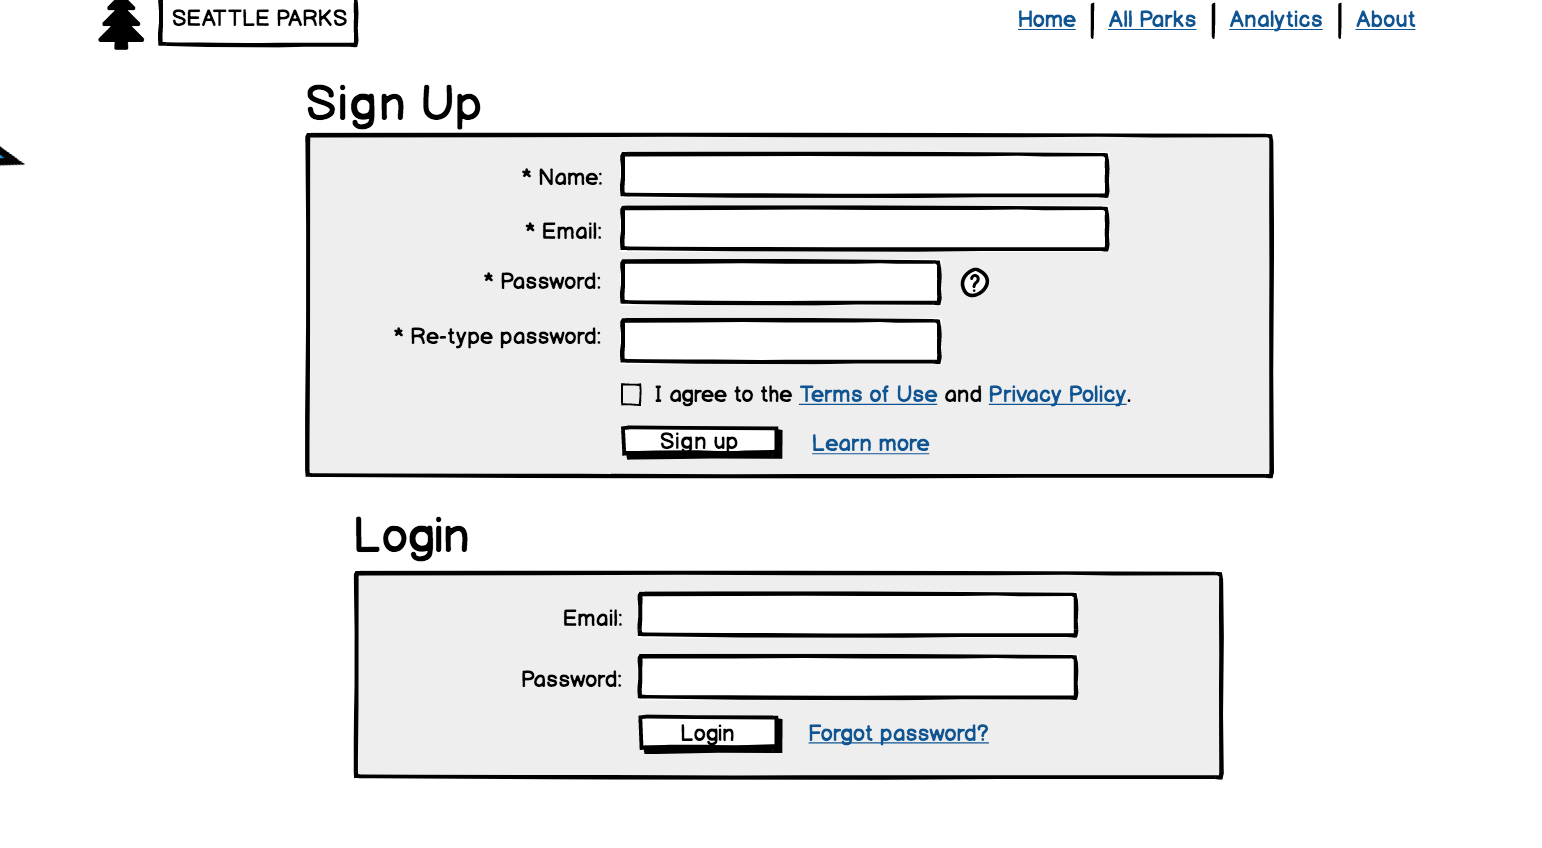 SEATTLE PARKS
Home All Parks Analytics About
Sign Up
* Name:
* Email:
* Password:
?
* Re-type password:
I agree to the Terms of Use and Privacy Policy.
Sign up Learn more
Login
Email:
Password:
Login Forgot password?